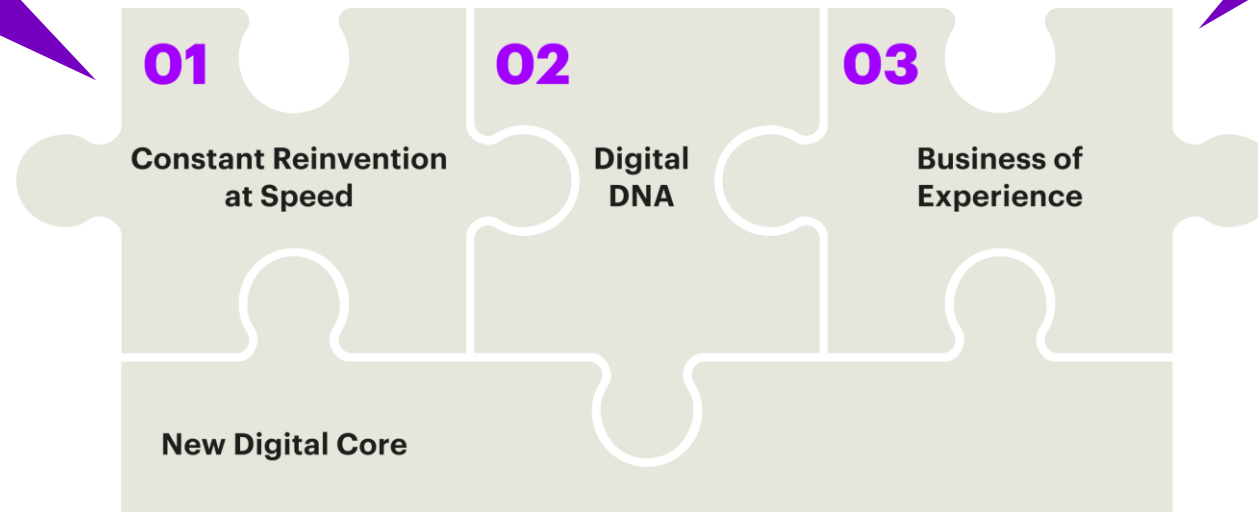 01
Constant Reinvention
at Speed
02
Digital
DNA
03
Business of
Experience
New Digital Core